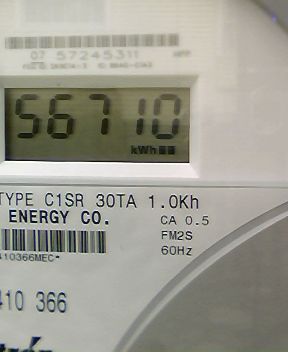 07 57245311
56710
kWh
TYPE C1SR 30TA 1.0Kh
ENERGY CO.
CA 0.5
FM2S
60Hz
410366MEC*
410 366